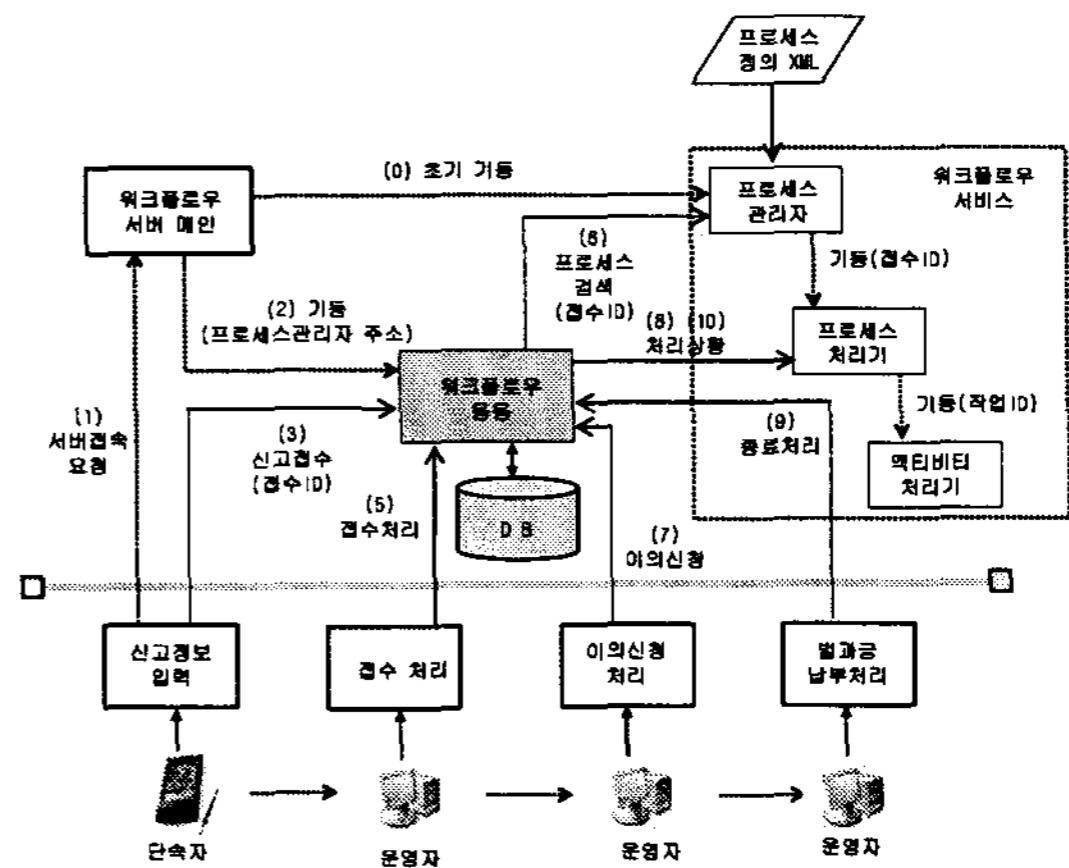 프로세스
정의 XML
(0) 초기 기동
워크플로우
서버 메인
프로세스
관리자
워크플로우
서비스
(6)
프로세스
검색
(접수ID)
기동(접수ID)
(2) 기동
(프로세스관리자 주소)
(8) (10)
처리상황
프로세스
처리기
워크플로우
응용
(1)
서버접속
요청
(3)
신고접수
(접수ID)
(9)
종료처리
기동(작업ID)
액티비티
처리기
(5)
접수처리
DB
(7)
이의신청
신고정보
입력
접수 처리
이의신청
처리
벌과금
납부처리
단속자
운영자
운영자
운영자